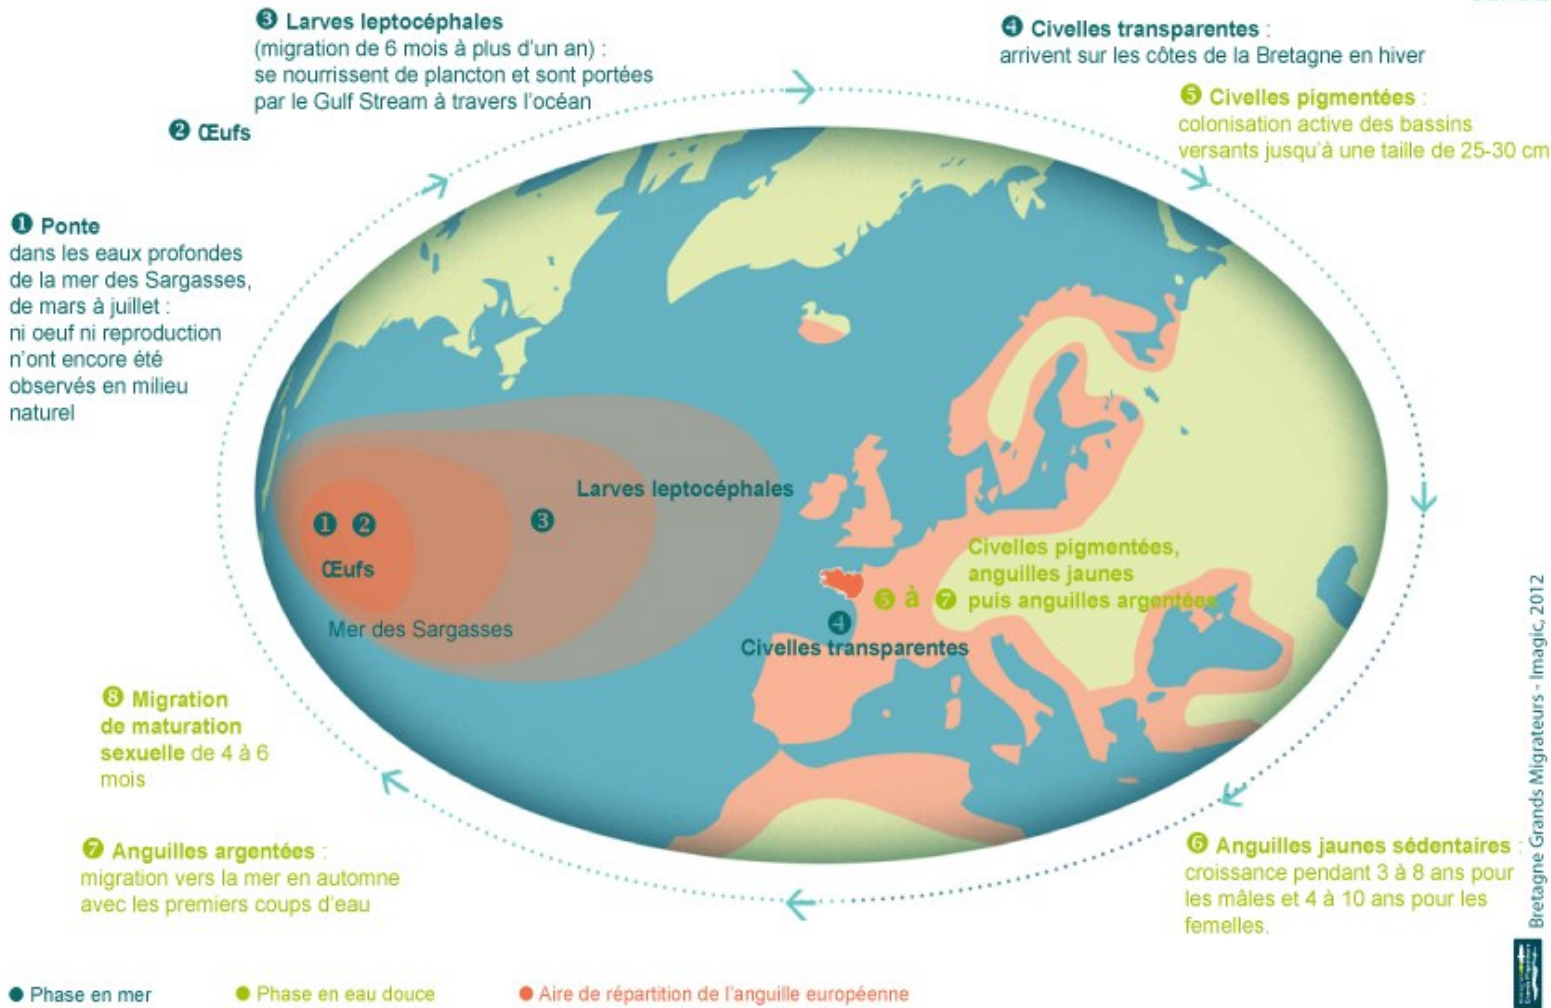 ❸ Larves leptocéphales
(migration de 6 mois à plus d'un an) :
se nourrissent de plancton et sont portées
par le Gulf Stream à travers l'océan
❹ Civelles transparentes :
arrivent sur les côtes de la Bretagne en hiver
❺ Civelles pigmentées :
colonisation active des bassins
versants jusqu'à une taille de 25-30 cm
❷ Œufs
❶ Ponte
dans les eaux profondes
de la mer des Sargasses,
de mars à juillet :
ni oeuf ni reproduction
n'ont encore été
observés en milieu
naturel
Larves leptocéphales
❶ ❷
❸
Œufs
Mer des Sargasses
Civelles pigmentées,
anguilles jaunes
❺ à ❼ puis anguilles argentées
❹
Civelles transparentes
❽ Migration
de maturation
sexuelle de 4 à 6
mois
❼ Anguilles argentées :
migration vers la mer en automne
avec les premiers coups d'eau
❻ Anguilles jaunes sédentaires :
croissance pendant 3 à 8 ans pour
les mâles et 4 à 10 ans pour les
femelles.
Bretagne Grands Migrateurs - Imagic, 2012
● Phase en mer
● Phase en eau douce
● Aire de répartition de l'anguille européenne